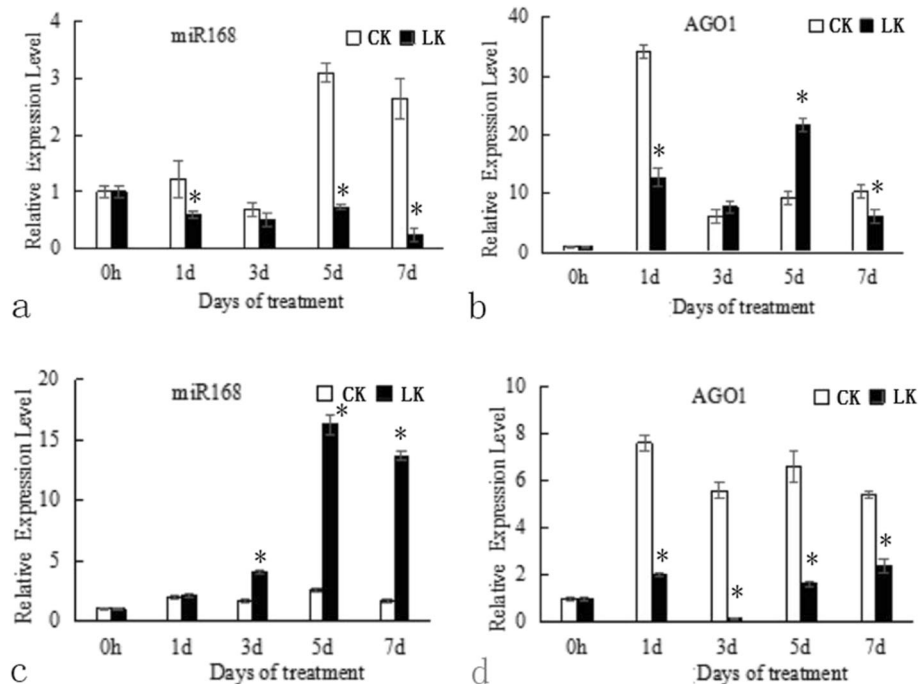 miR168
CK LK
Relative Expression Level
4
3
2
1
0
0h 1d 3d 5d 7d
* * *
Days of treatment
a
AGO1
CK LK
Relative Expression Level
40
30
20
10
0
0h 1d 3d 5d 7d
* * *
Days of treatment
b
miR168
CK LK
Relative Expression Level
20
15
10
5
0
0h 1d 3d 5d 7d
* * *
Days of treatment
c
AGO1
CK LK
Relative Expression Level
10
8
6
4
2
0
0h 1d 3d 5d 7d
* * * *
Days of treatment
d